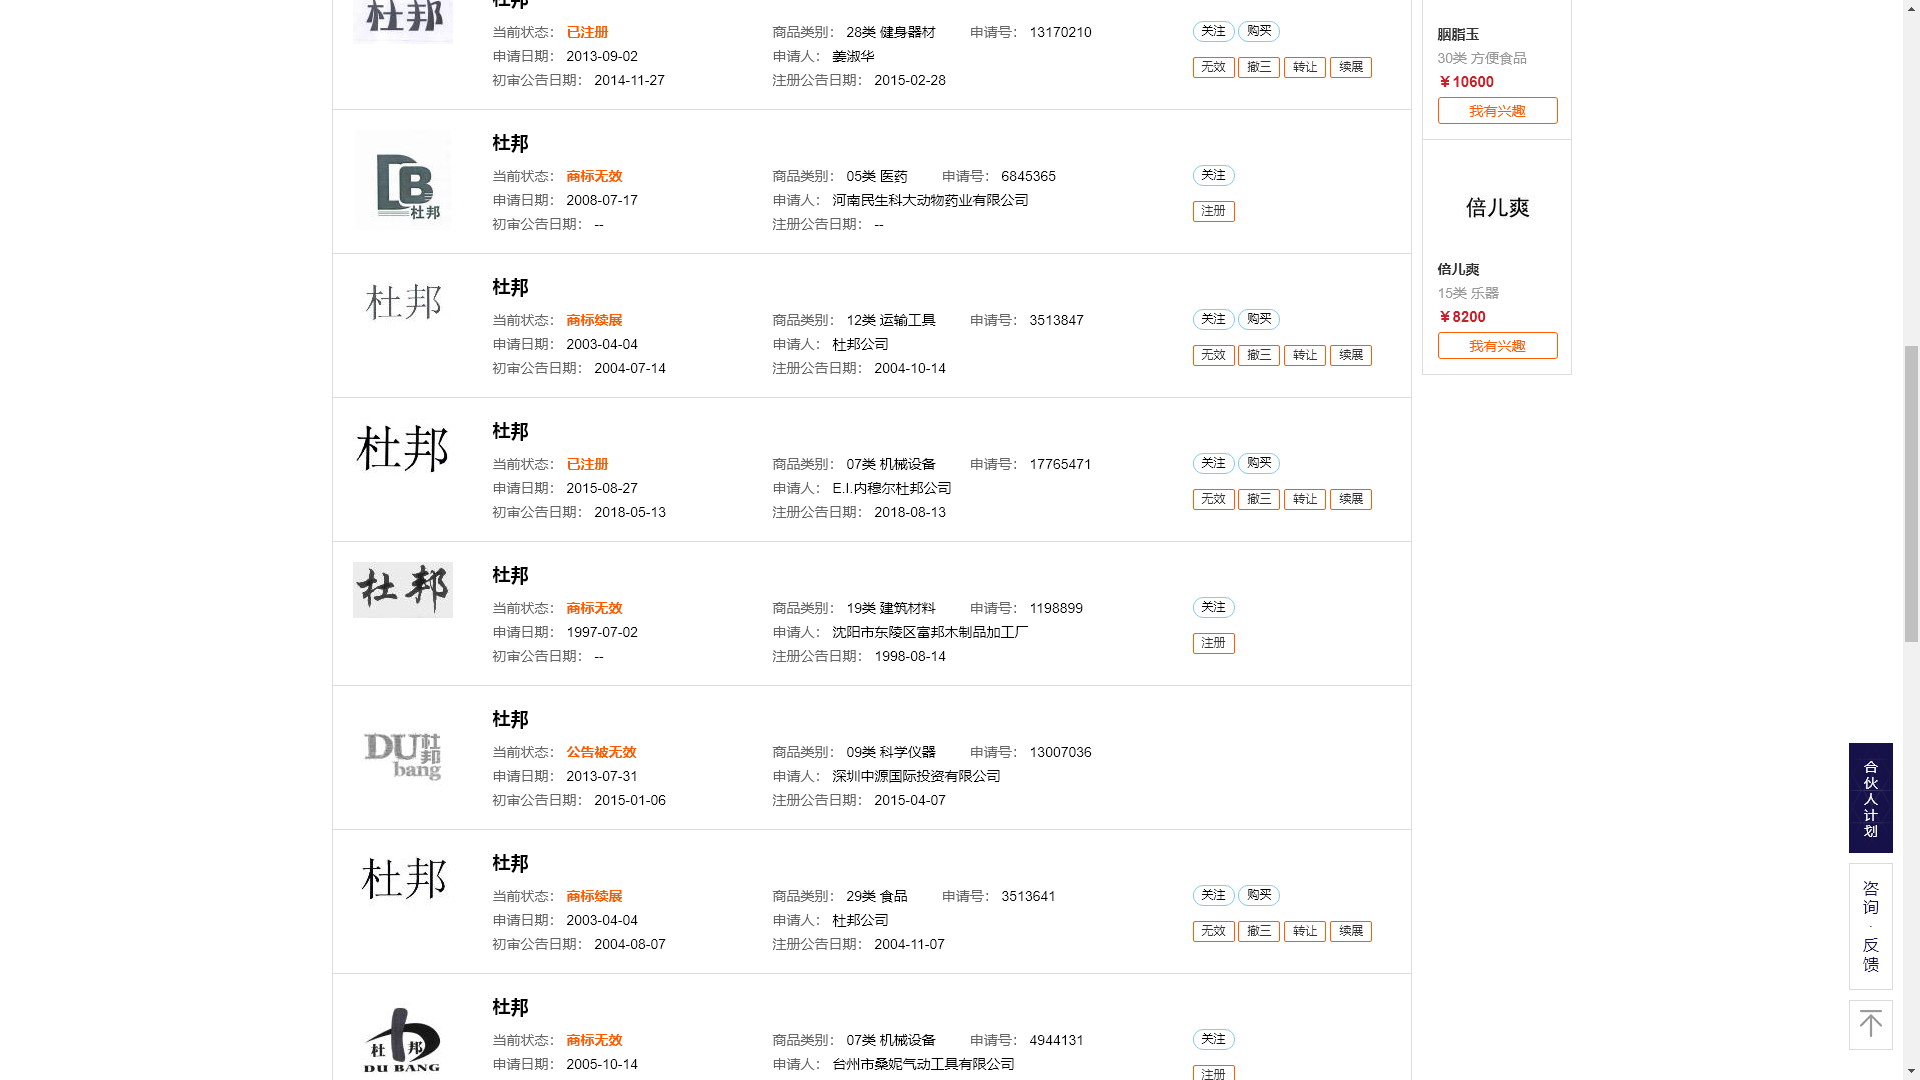 杜邦
杜邦
当前状态： 已注册 商品类别： 28类 健身器材 申请号： 13170210 关注 购买
申请日期： 2013-09-02 申请人： 姜淑华
初审公告日期： 2014-11-27 注册公告日期： 2015-02-28 无效 撤三 转让 续展
DB
杜邦
杜邦
当前状态： 商标无效 商品类别： 05类 医药 申请号： 6845365 关注
申请日期： 2008-07-17 申请人： 河南民生科大动物药业有限公司
初审公告日期： -- 注册公告日期： -- 注册
杜邦
杜邦
当前状态： 商标续展 商品类别： 12类 运输工具 申请号： 3513847 关注 购买
申请日期： 2003-04-04 申请人： 杜邦公司
初审公告日期： 2004-07-14 注册公告日期： 2004-10-14 无效 撤三 转让 续展
杜邦
杜邦
当前状态： 已注册 商品类别： 07类 机械设备 申请号： 17765471 关注 购买
申请日期： 2015-08-27 申请人： E.I.内穆尔杜邦公司
初审公告日期： 2018-05-13 注册公告日期： 2018-08-13 无效 撤三 转让 续展
杜邦
杜邦
当前状态： 商标无效 商品类别： 19类 建筑材料 申请号： 1198899 关注
申请日期： 1997-07-02 申请人： 沈阳市东陵区富邦木制品加工厂
初审公告日期： -- 注册公告日期： 1998-08-14 注册
DU杜邦
bang
杜邦
当前状态： 公告被无效 商品类别： 09类 科学仪器 申请号： 13007036
申请日期： 2013-07-31 申请人： 深圳中源国际投资有限公司
初审公告日期： 2015-01-06 注册公告日期： 2015-04-07
杜邦
杜邦
当前状态： 商标续展 商品类别： 29类 食品 申请号： 3513641 关注 购买
申请日期： 2003-04-04 申请人： 杜邦公司
初审公告日期： 2004-08-07 注册公告日期： 2004-11-07 无效 撤三 转让 续展
杜邦
DU BANG
杜邦
当前状态： 商标无效 商品类别： 07类 机械设备 申请号： 4944131 关注
申请日期： 2005-10-14 申请人： 台州市桑妮气动工具有限公司
注册
胭脂玉
30类 方便食品
￥10600
我有兴趣
倍儿爽
倍儿爽
15类 乐器
￥8200
我有兴趣
合伙人计划
咨询·反馈